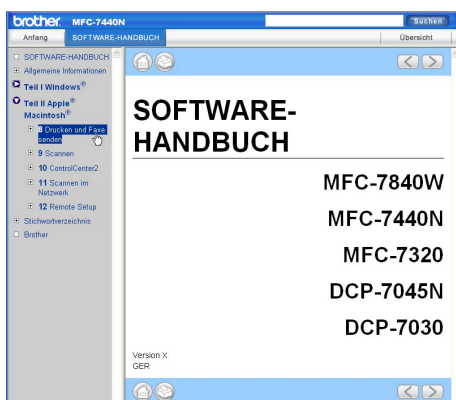 brother. MFC-7440N
Suchen
Anfang SOFTWARE-HANDBUCH Übersicht
SOFTWARE-HANDBUCH
Allgemeine Informationen
Teil I Windows®
Teil II Apple
Macintosh®
8 Drucken und Faxe
senden
9 Scannen
10 ControlCenter2
11 Scannen im
Netzwerk
12 Remote Setup
Stichwortverzeichnis
Brother
SOFTWARE-
HANDBUCH
MFC-7840W
MFC-7440N
MFC-7320
DCP-7045N
DCP-7030
Version X
GER